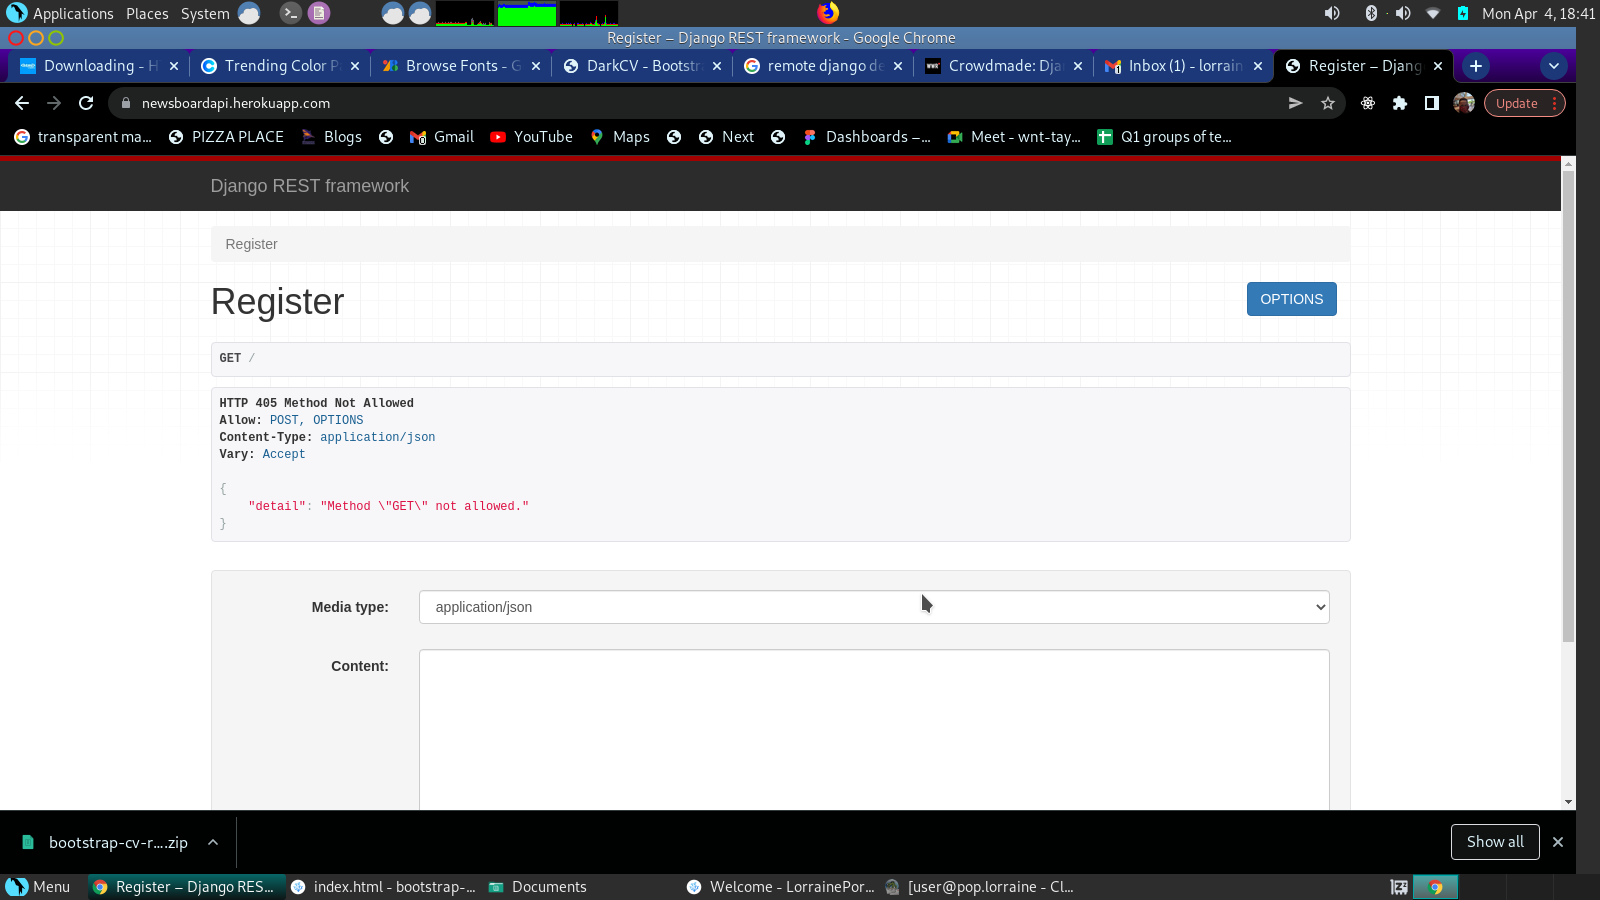 Applications Places System Mon Apr 4, 18:41
Register – Django REST framework - Google Chrome
Downloading - H Trending Color P Browse Fonts - G DarkCV - Bootstr remote django de Crowdmade: Dja Inbox (1) - lorrain Register – Djang
newsboardapi.herokuapp.com Update
transparent ma... PIZZA PLACE Blogs Gmail YouTube Maps Next Dashboards –... Meet - wnt-tay... Q1 groups of te...
Django REST framework
Register
Register OPTIONS
GET /
HTTP 405 Method Not Allowed
Allow: POST, OPTIONS
Content-Type: application/json
Vary: Accept
{
"detail": "Method \"GET\" not allowed."
}
Media type: application/json
Content:
bootstrap-cv-r....zip Show all
Menu Register – Django RES... index.html - bootstrap-... Documents Welcome - LorrainePor... [user@pop.lorraine - Cl...